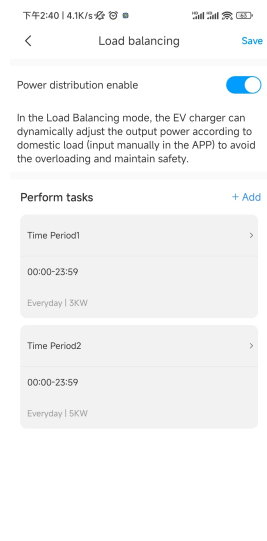 下午2:40 | 4.1K/s
HD HD 63
Load balancing
Save
Power distribution enable
In the Load Balancing mode, the EV charger can
dynamically adjust the output power according to
domestic load (input manually in the APP) to avoid
the overloading and maintain safety.
Perform tasks
+ Add
Time Period1
00:00-23:59
Everyday | 3KW
Time Period2
00:00-23:59
Everyday | 5KW